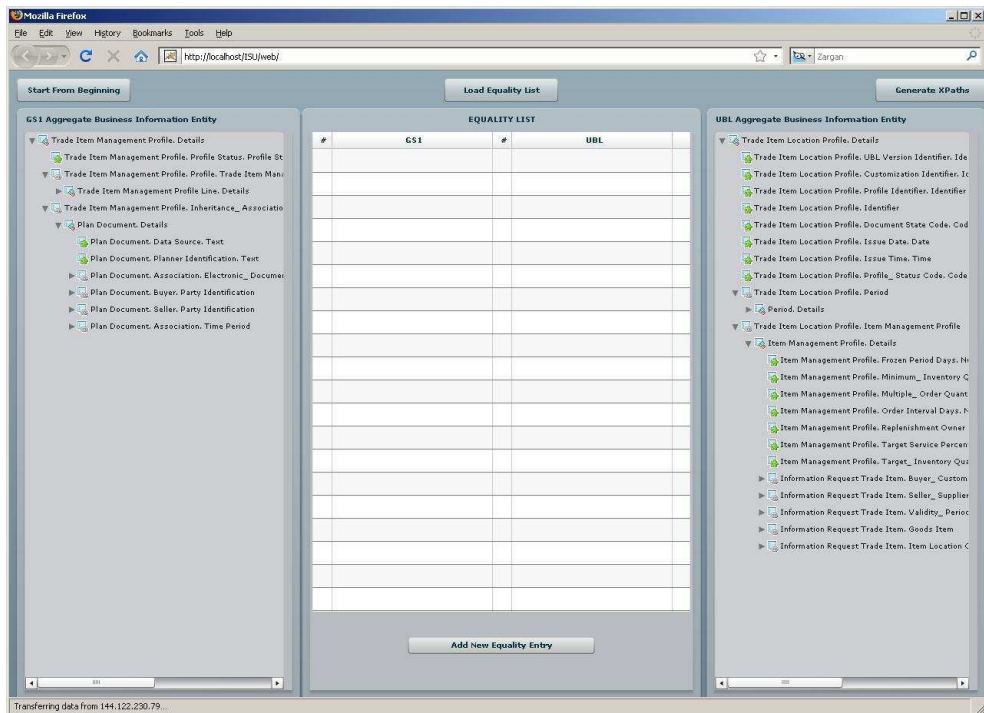 Mozilla Firefox
File Edit View History Bookmarks Tools Help
http://localhost/ISU/web/
Zargan
Start From Beginning
Load Equality List
Generate XPaths
GS1 Aggregate Business Information Entity
Trade Item Management Profile. Details
Trade Item Management Profile. Profile Status. Profile St
Trade Item Management Profile. Profile. Trade Item Mana
Trade Item Management Profile Line. Details
Trade Item Management Profile. Inheritance_ Associatio
Plan Document. Details
Plan Document. Data Source. Text
Plan Document. Planner Identification. Text
Plan Document. Association. Electronic_ Documen
Plan Document. Buyer. Party Identification
Plan Document. Seller. Party Identification
Plan Document. Association. Time Period
EQUALITY LIST
# GS1 # UBL
Add New Equality Entry
UBL Aggregate Business Information Entity
Trade Item Location Profile. Details
Trade Item Location Profile. UBL Version Identifier. Ide
Trade Item Location Profile. Customization Identifier. Ic
Trade Item Location Profile. Profile Identifier. Identifier
Trade Item Location Profile. Identifier
Trade Item Location Profile. Document State Code. Cod
Trade Item Location Profile. Issue Date. Date
Trade Item Location Profile. Issue Time. Time
Trade Item Location Profile. Profile_ Status Code. Code
Trade Item Location Profile. Period
Period. Details
Trade Item Location Profile. Item Management Profile
Item Management Profile. Details
Item Management Profile. Frozen Period Days. Nu
Item Management Profile. Minimum_ Inventory Q
Item Management Profile. Multiple_ Order Quant
Item Management Profile. Order Interval Days. N
Item Management Profile. Replenishment Owner
Item Management Profile. Target Service Percen
Item Management Profile. Target_ Inventory Qua
Information Request Trade Item. Buyer_ Custom
Information Request Trade Item. Seller_ Supplier
Information Request Trade Item. Validity_ Period
Information Request Trade Item. Goods Item
Information Request Trade Item. Item Location C
Transferring data from 144.122.230.79...